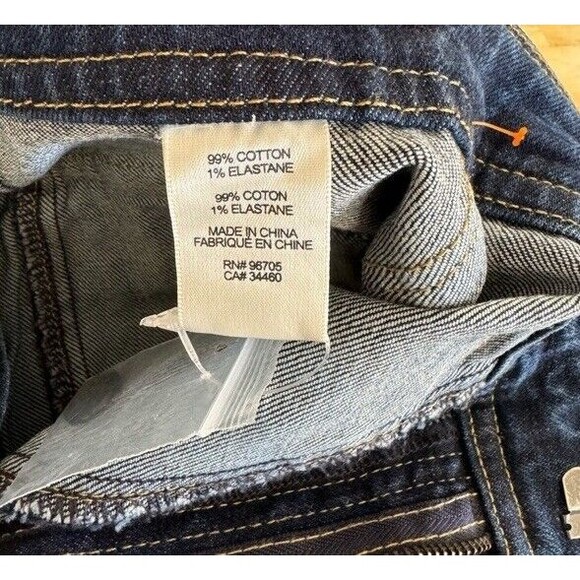 99% COTTON
1% ELASTANE
99% COTON
1% ELASTANE
MADE IN CHINA
FABRIQUÉ EN CHINE
RN# 96705
CA# 34460